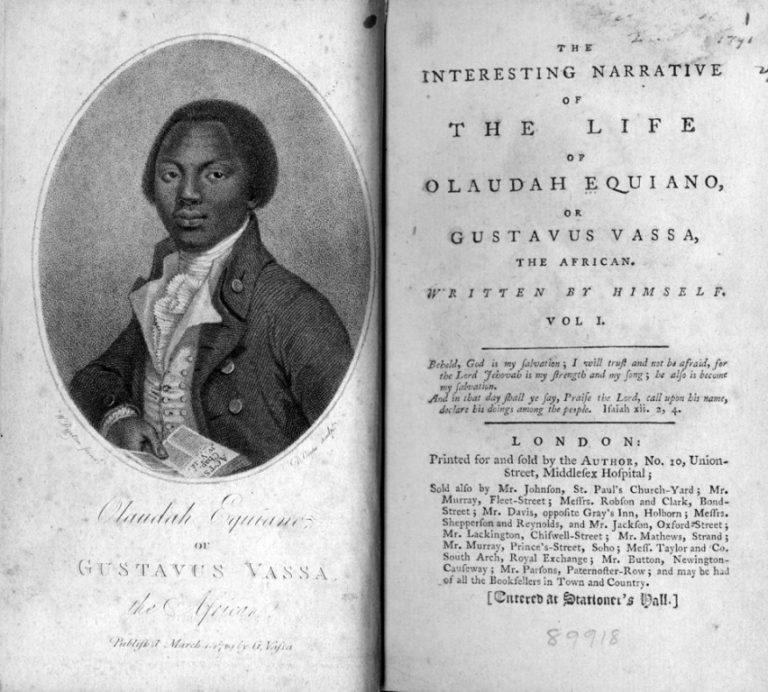 ACTS
Chap. iv
Olaudah Equiano;
or
GUSTAVUS VASSA,
the African.
Publish'd March 1 1789 by G. Vaſsa
1
1791
THE
INTERESTING NARRATIVE
OF
THE LIFE
OF
OLAUDAH EQUIANO,
OR
GUSTAVUS VASSA,
THE AFRICAN.
WRITTEN BY HIMSELF.
VOL I.
Behold, God is my ſalvation; I will truſt and not be afraid, for
the Lord Jehovah is my ſtrength and my ſong; he alſo is become
my ſalvation.
And in that day ſhall ye ſay, Praiſe the Lord, call upon his name,
declare his doings among the people. Iſaiah xii. 2, 4.
LONDON:
Printed for and ſold by the AUTHOR, No. 10, Union-
Street, Middleſex Hoſpital;
Sold alſo by Mr. Johnſon, St. Paul's Church-Yard; Mr.
Murray, Fleet-Street; Meſſrs. Robſon and Clark, Bond-
Street; Mr. Davis, oppoſite Gray's Inn, Holborn; Meſſrs.
Shepperſon and Reynolds, and Mr. Jackſon, Oxford-Street;
Mr. Lackington, Chiſwell-Street; Mr. Mathews, Strand;
Mr. Murray, Prince's-Street, Soho; Meſſ. Taylor and Co.
South Arch, Royal Exchange; Mr. Button, Newington-
Cauſeway; Mr. Parſons, Paternoſter-Row; and may be had
of all the Bookſellers in Town and Country.
[Entered at Stationer's Hall.]
89918